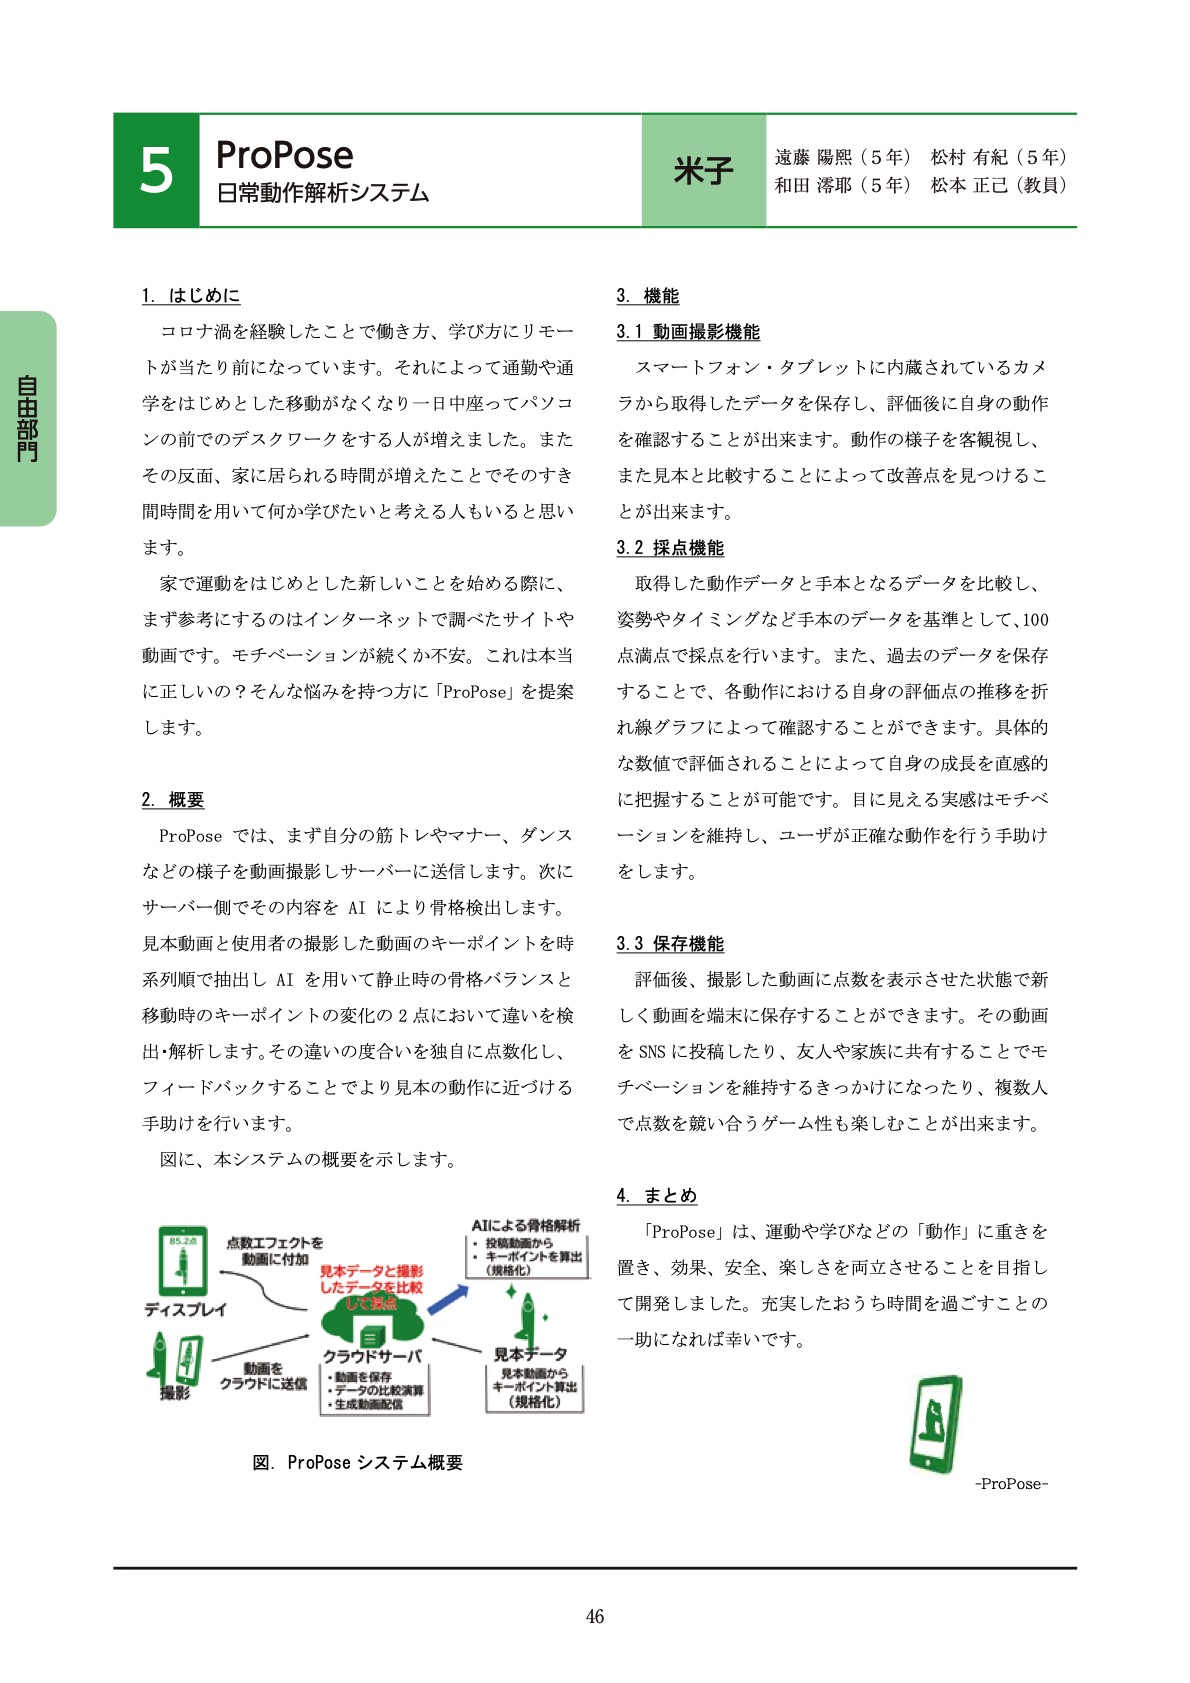 5
ProPose
日常動作解析システム
米子
遠藤 陽熙（５年） 松村 有紀（５年）
和田 澪耶（５年） 松本 正己（教員）
自由部門
1. はじめに
コロナ渦を経験したことで働き方、学び方にリモー
トが当たり前になっています。それによって通勤や通
学をはじめとした移動がなくなり一日中座ってパソコ
ンの前でのデスクワークをする人が増えました。また
その反面、家に居られる時間が増えたことでそのすき
間時間を用いて何か学びたいと考える人もいると思い
ます。
家で運動をはじめとした新しいことを始める際に、
まず参考にするのはインターネットで調べたサイトや
動画です。モチベーションが続くか不安。これは本当
に正しいの？そんな悩みを持つ方に「ProPose」を提案
します。
2. 概要
ProPose では、まず自分の筋トレやマナー、ダンス
などの様子を動画撮影しサーバーに送信します。次に
サーバー側でその内容を AI により骨格検出します。
見本動画と使用者の撮影した動画のキーポイントを時
系列順で抽出し AI を用いて静止時の骨格バランスと
移動時のキーポイントの変化の 2 点において違いを検
出・解析します。その違いの度合いを独自に点数化し、
フィードバックすることでより見本の動作に近づける
手助けを行います。
図に、本システムの概要を示します。
85.2点
ディスプレイ
点数エフェクトを
動画に付加
見本データと撮影
したデータを比較
して採点
AIによる骨格解析
・ 投稿動画から
・ キーポイントを算出
（規格化）
撮影
動画を
クラウドに送信
クラウドサーバ
・動画を保存
・データの比較演算
・生成動画配信
見本データ
見本動画から
キーポイント算出
（規格化）
図. ProPose システム概要
3. 機能
3.1 動画撮影機能
スマートフォン・タブレットに内蔵されているカメ
ラから取得したデータを保存し、評価後に自身の動作
を確認することが出来ます。動作の様子を客観視し、
また見本と比較することによって改善点を見つけるこ
とが出来ます。
3.2 採点機能
取得した動作データと手本となるデータを比較し、
姿勢やタイミングなど手本のデータを基準として、100
点満点で採点を行います。また、過去のデータを保存
することで、各動作における自身の評価点の推移を折
れ線グラフによって確認することができます。具体的
な数値で評価されることによって自身の成長を直感的
に把握することが可能です。目に見える実感はモチベ
ーションを維持し、ユーザが正確な動作を行う手助け
をします。
3.3 保存機能
評価後、撮影した動画に点数を表示させた状態で新
しく動画を端末に保存することができます。その動画
を SNS に投稿したり、友人や家族に共有することでモ
チベーションを維持するきっかけになったり、複数人
で点数を競い合うゲーム性も楽しむことが出来ます。
4. まとめ
「ProPose」は、運動や学びなどの「動作」に重きを
置き、効果、安全、楽しさを両立させることを目指し
て開発しました。充実したおうち時間を過ごすことの
一助になれば幸いです。
-ProPose-
46